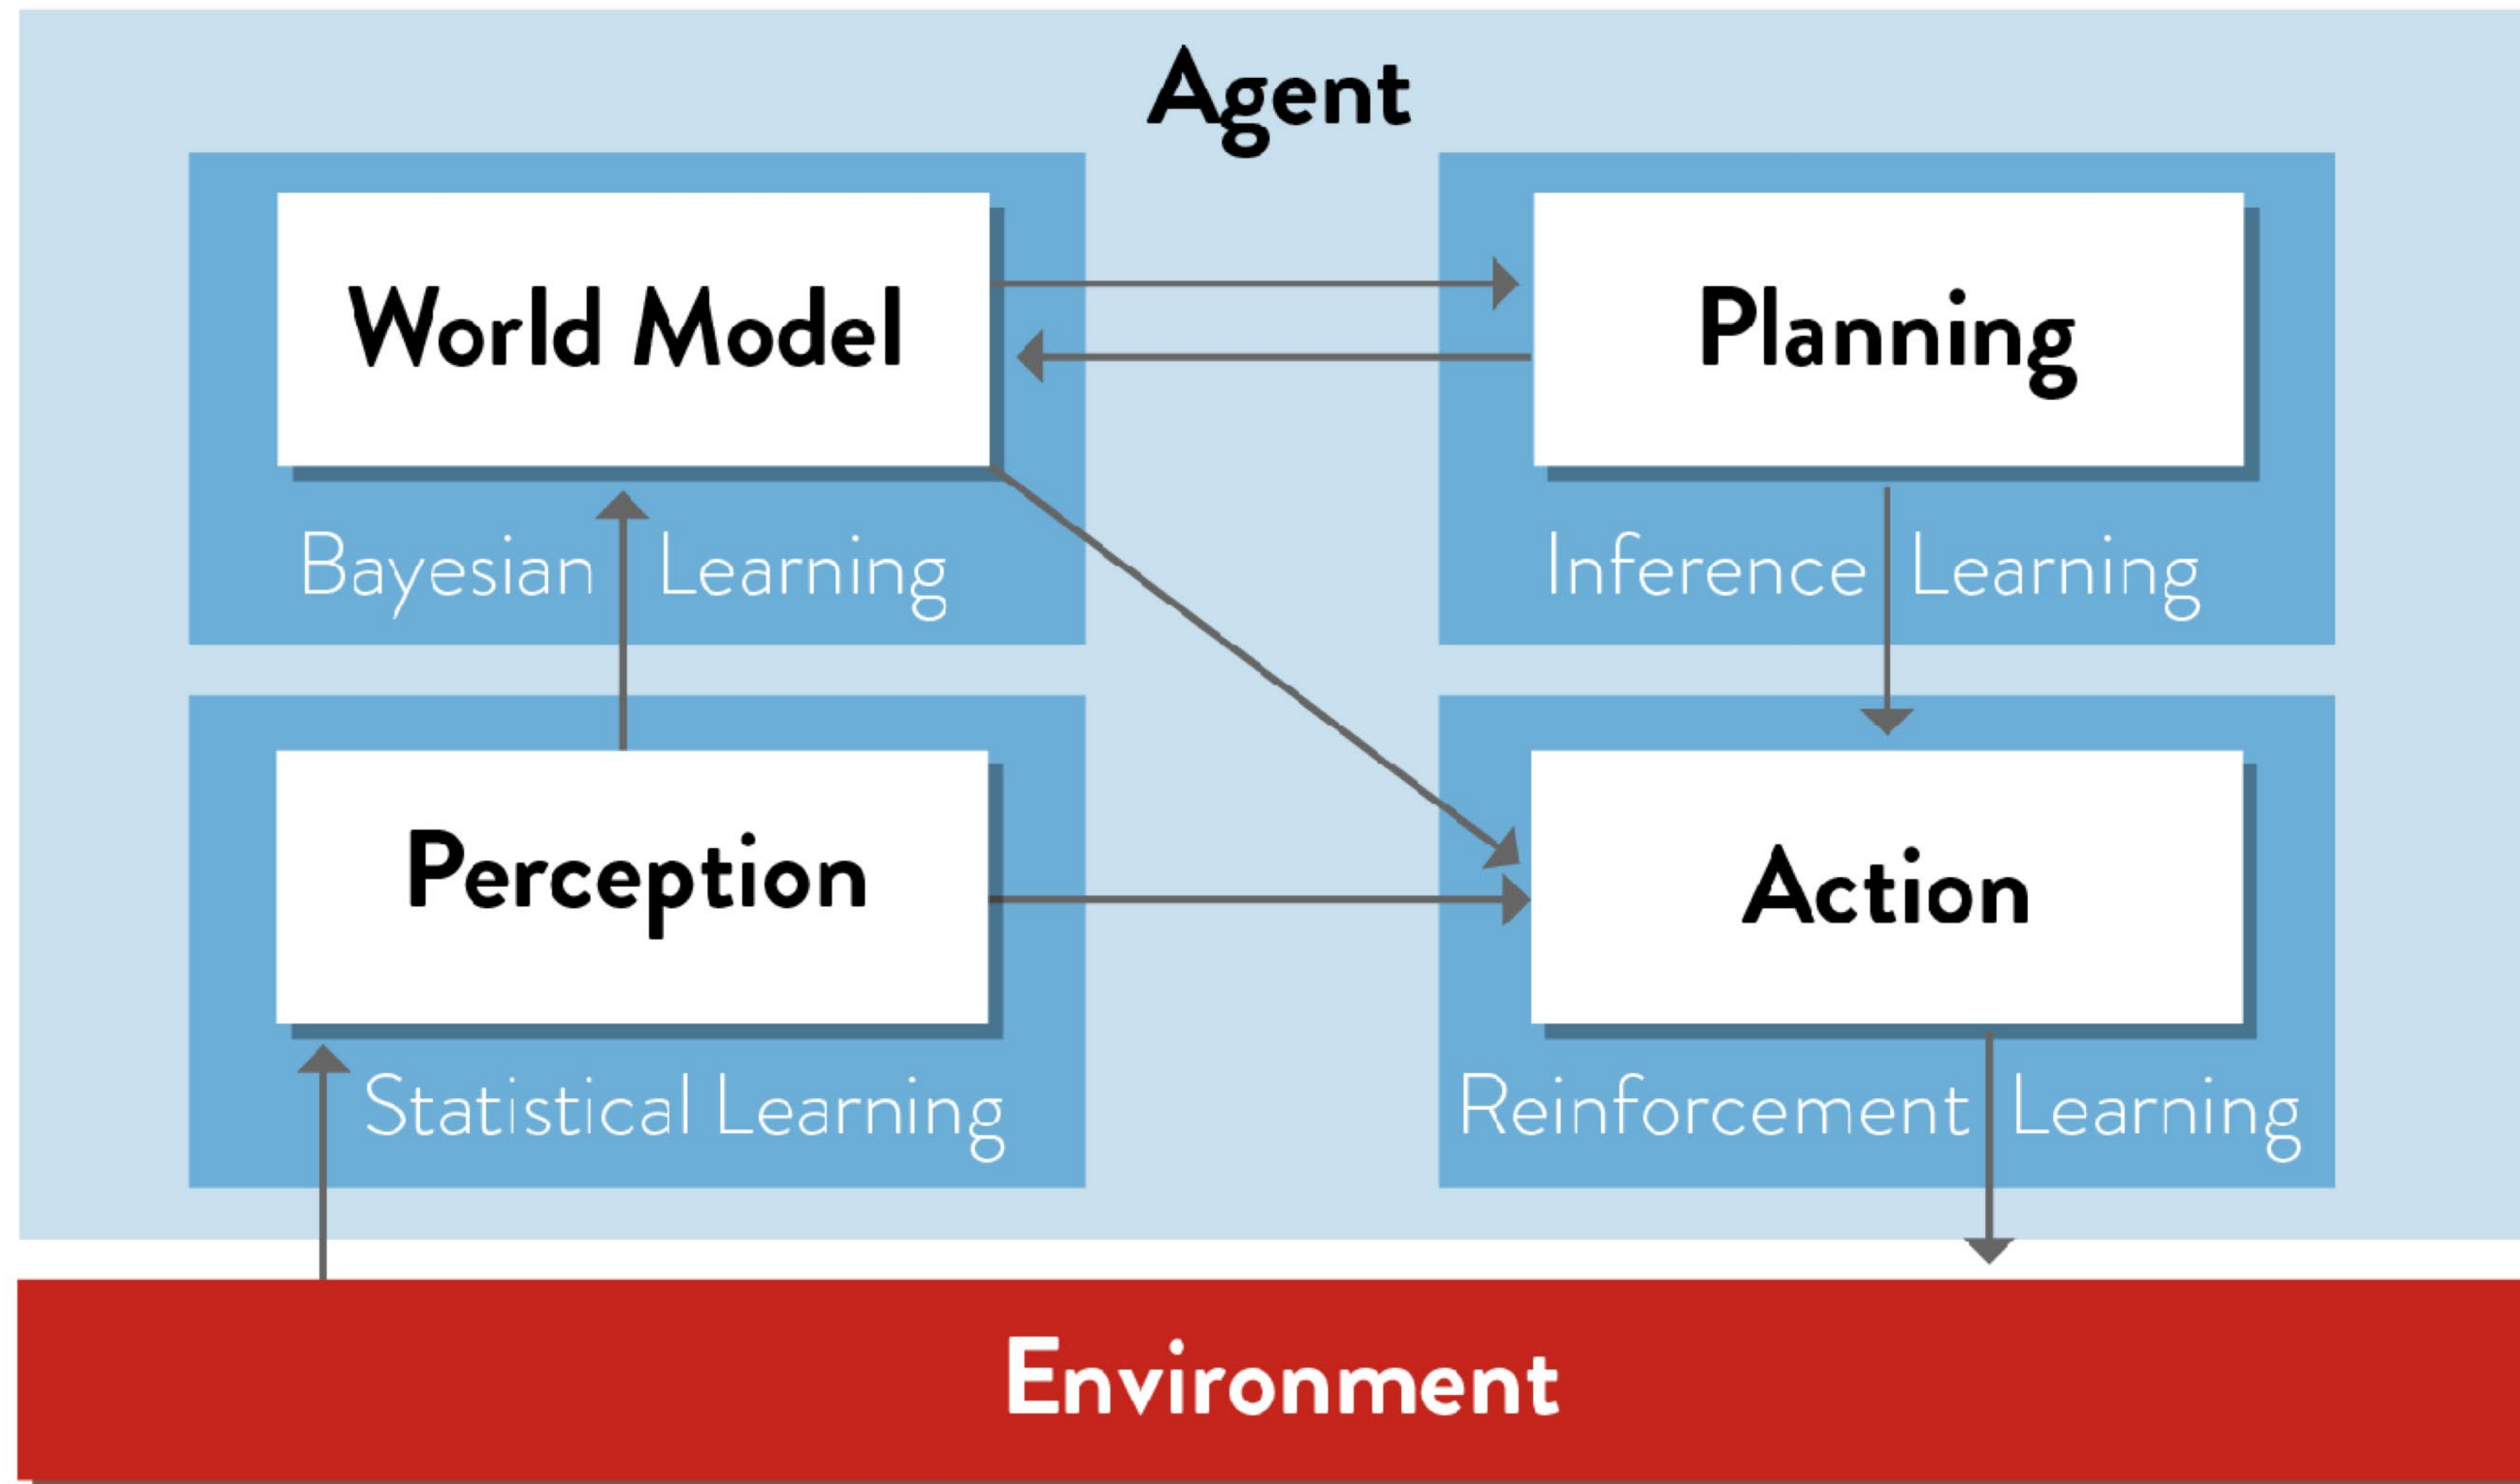 Agent
World Model
Planning
Bayesian Learning
Inference Learning
Perception
Action
Statistical Learning
Reinforcement Learning
Environment